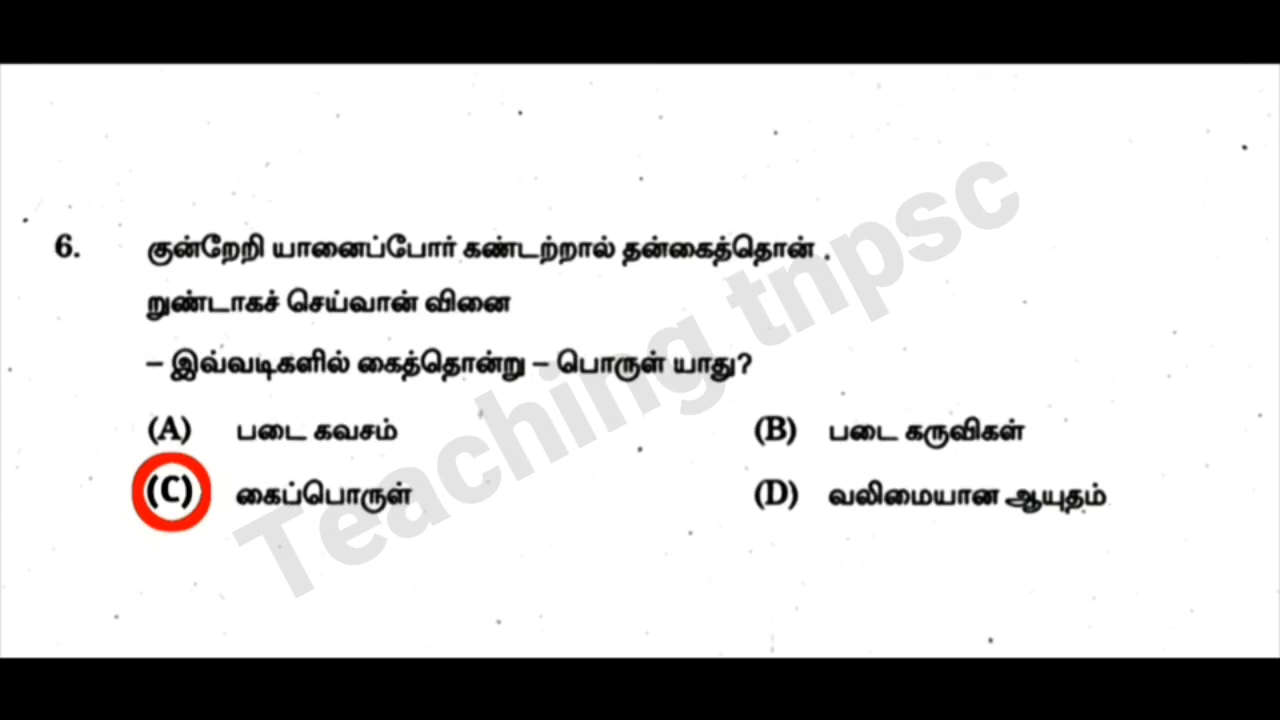 6. குன்றேறி யானைப்போர் கண்டற்றால் தன்கைத்தொன் .
றுண்டாகச் செய்வான் வினை
– இவ்வடிகளில் கைத்தொன்று – பொருள் யாது?
(A) படை கவசம் (B) படை கருவிகள்
(C) கைப்பொருள் (D) வலிமையான ஆயுதம்
Teaching tnpsc